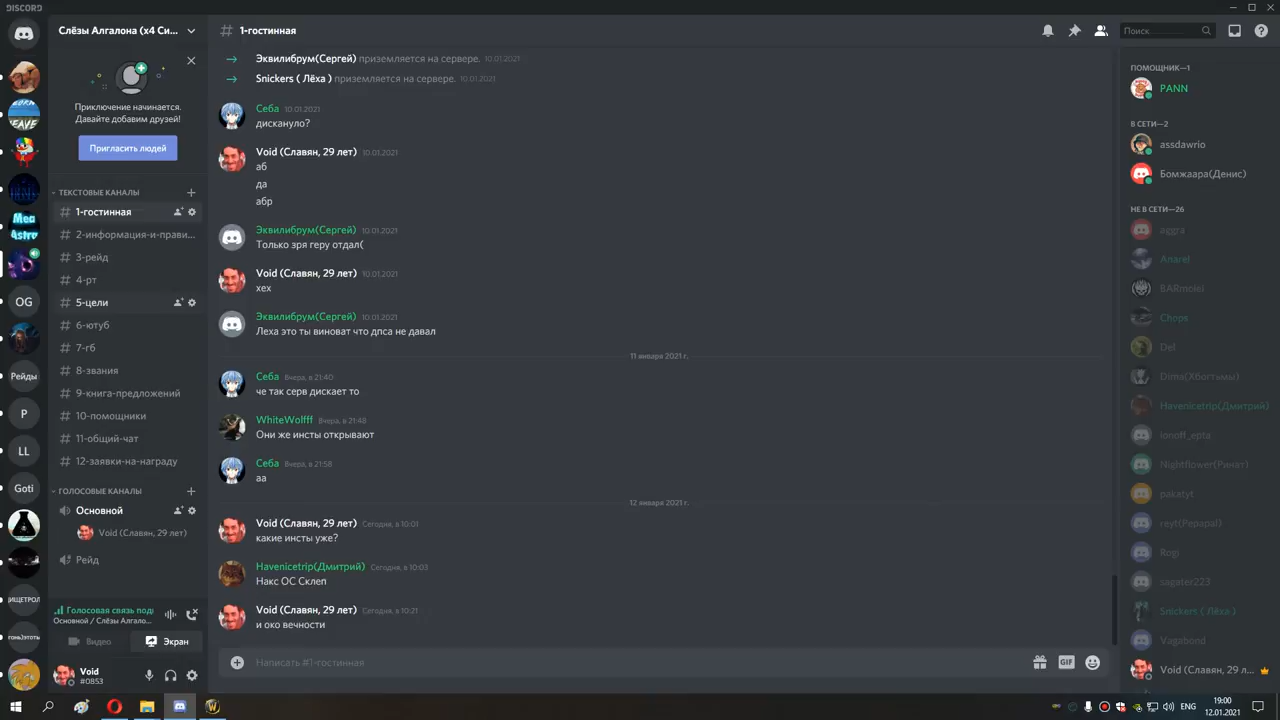 DISCORD
Слёзы Алгалона (x4 Си...
1-гостинная
Поиск
Приключение начинается.
Давайте добавим друзей!
Пригласить людей
ТЕКСТОВЫЕ КАНАЛЫ
1-гостинная
2-информация-и-прави...
3-рейд
4-рт
5-цели
6-ютуб
7-гб
8-звания
9-книга-предложений
10-помощники
11-общий-чат
12-заявки-на-награду
ГОЛОСОВЫЕ КАНАЛЫ
Основной
Void (Славян, 29 лет)
Рейд
Голосовая связь подк
Основной / Слёзы Алгало...
Видео
Экран
Void
#0853
Mea
Astro
OG
Рейды
P
LL
Goti
Эквилибрум(Сергей) приземляется на сервере. 10.01.2021
Snickers ( Лёха ) приземляется на сервере. 10.01.2021
Себа 10.01.2021
дискануло?
Void (Славян, 29 лет) 10.01.2021
аб
да
абр
Эквилибрум(Сергей) 10.01.2021
Только зря геру отдал(
Void (Славян, 29 лет) 10.01.2021
хех
Эквилибрум(Сергей) 10.01.2021
Леха это ты виноват что дпса не давал
11 января 2021 г.
Себа Вчера, в 21:40
че так серв дискает то
WhiteWolfff Вчера, в 21:48
Они же инсты открывают
Себа Вчера, в 21:58
аа
12 января 2021 г.
Void (Славян, 29 лет) Сегодня, в 10:01
какие инсты уже?
Havenicetrip(Дмитрий) Сегодня, в 10:03
Накс ОС Склеп
Void (Славян, 29 лет) Сегодня, в 10:21
и око вечности
Написать #1-гостинная
GIF
ПОМОЩНИК—1
PANN
В СЕТИ—2
assdawrio
Бомжаара(Денис)
НЕ В СЕТИ—26
aggra
Anarel
BARmolei
Chops
Del
Dima(Хботчимы)
Havenicetrip(Дмитрий)
ionoff_epta
Nightflower(Ринат)
pakatyt
reyt(Pepapal)
Rogi
sagater223
Snickers ( Лёха )
Vagabond
Void (Славян, 29 л...
ENG
19:00
12.01.2021